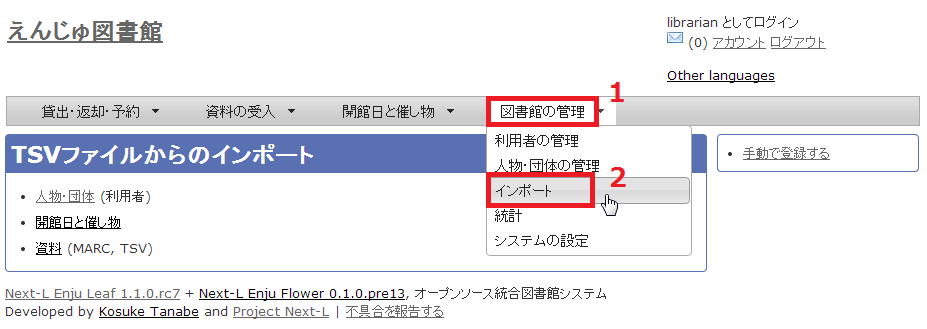 えんじゅ図書館
librarian としてログイン
(0) アカウント ログアウト
Other languages
貸出・返却・予約 資料の受入 開館日と催し物 図書館の管理 1
利用者の管理
人物・団体の管理
インポート 2
統計
システムの設定
TSVファイルからのインポート
人物・団体 (利用者)
開館日と催し物
資料 (MARC, TSV)
手動で登録する
Next-L Enju Leaf 1.1.0.rc7 + Next-L Enju Flower 0.1.0.pre13, オープンソース統合図書館システム
Developed by Kosuke Tanabe and Project Next-L | 不具合を報告する